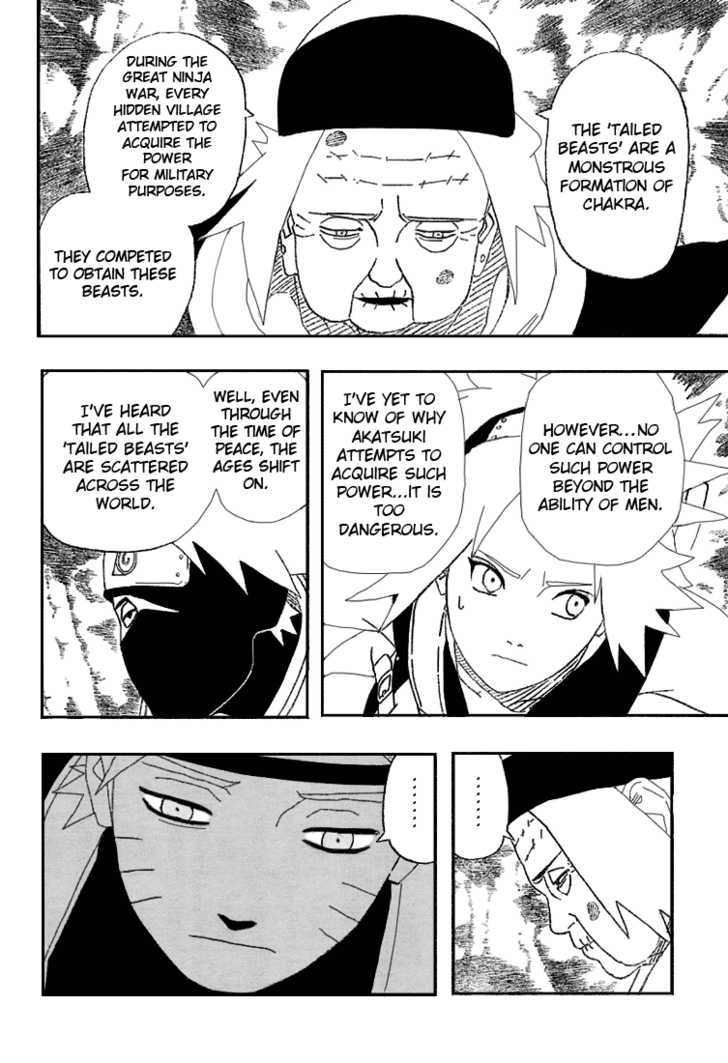 THE 'TAILED
BEASTS' ARE A
MONSTROUS
FORMATION OF
CHAKRA.
DURING THE
GREAT NINJA
WAR, EVERY
HIDDEN VILLAGE
ATTEMPTED TO
ACQUIRE THE
POWER
FOR MILITARY
PURPOSES.
THEY COMPETED
TO OBTAIN THESE
BEASTS.
HOWEVER...NO
ONE CAN CONTROL
SUCH POWER
BEYOND THE
ABILITY OF MEN.
I'VE YET TO
KNOW OF WHY
AKATSUKI
ATTEMPTS TO
ACQUIRE SUCH
POWER...IT IS
TOO
DANGEROUS.
WELL, EVEN
THROUGH
THE TIME OF
PEACE, THE
AGES SHIFT
ON.
I'VE HEARD
THAT ALL THE
'TAILED BEASTS'
ARE SCATTERED
ACROSS THE
WORLD.
......
......